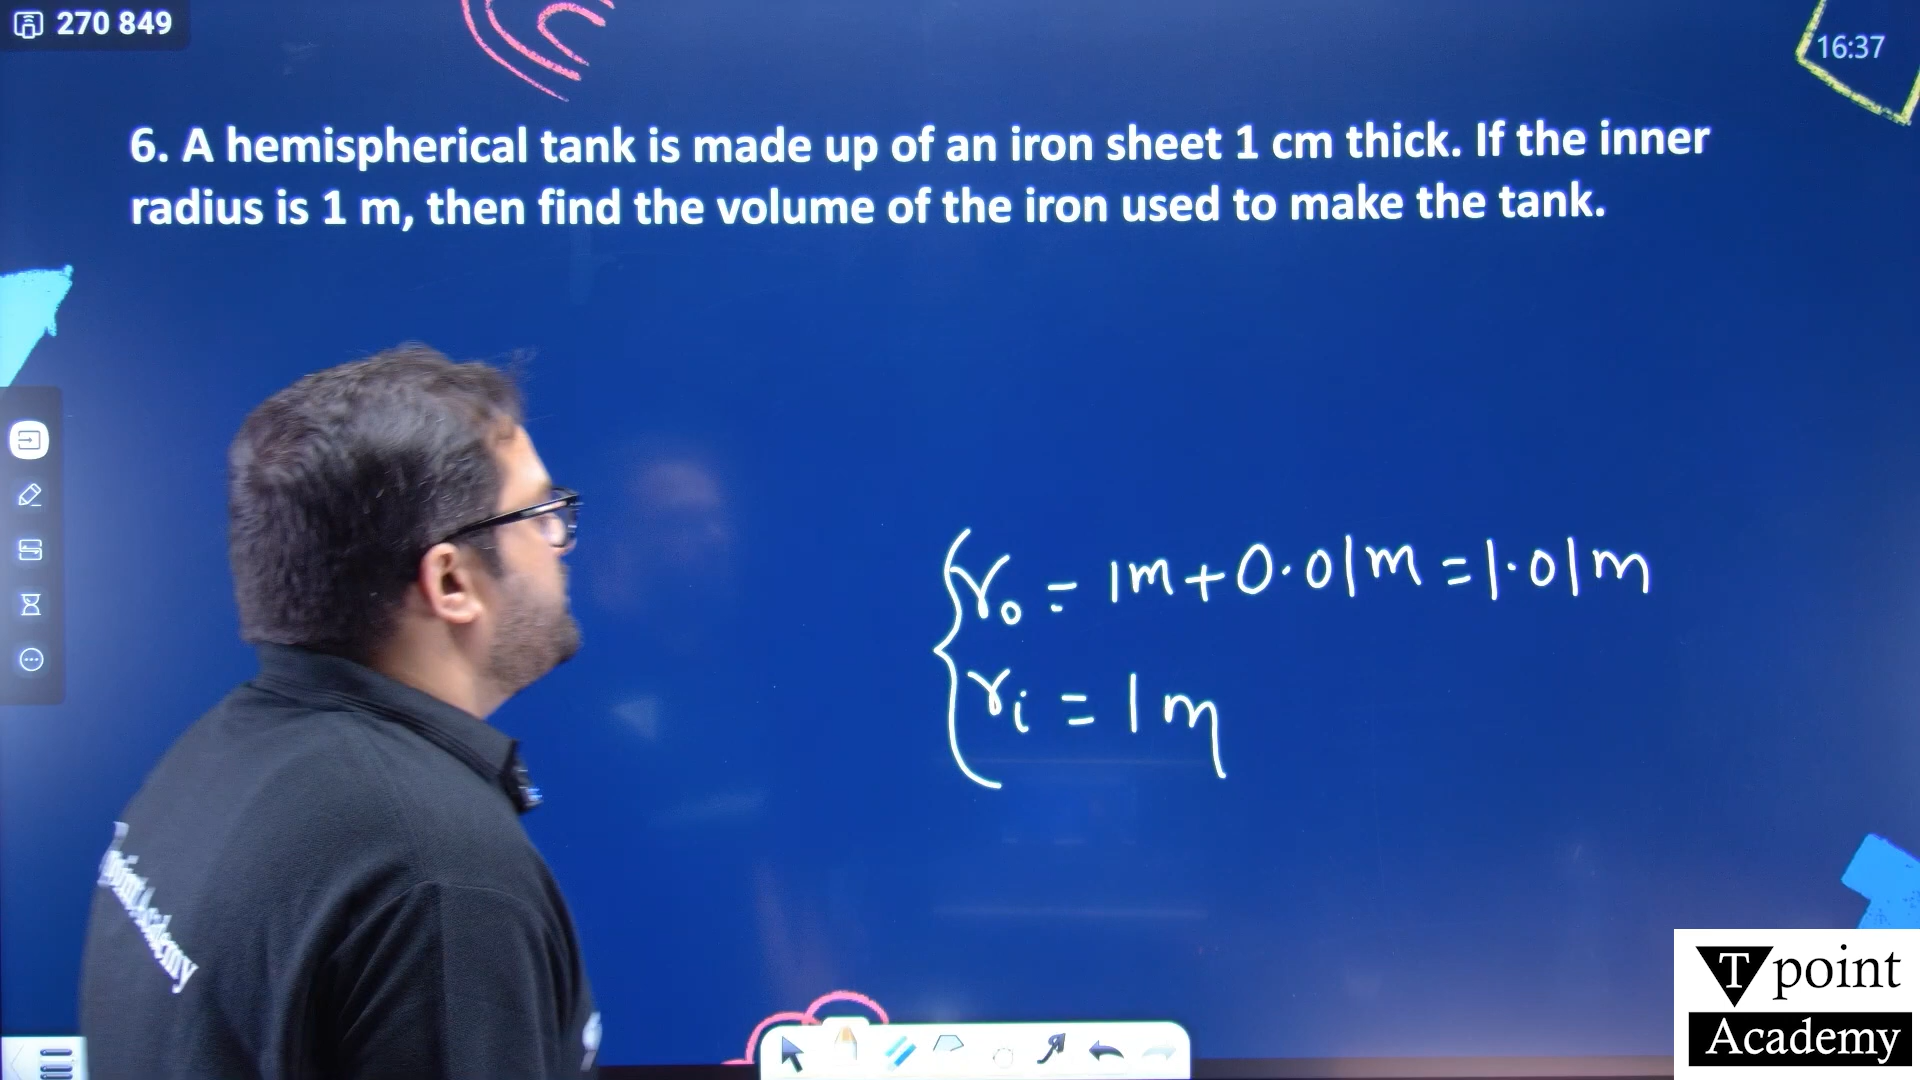 270 849
16:37
6. A hemispherical tank is made up of an iron sheet 1 cm thick. If the inner
radius is 1 m, then find the volume of the iron used to make the tank.
r₀ = 1m + 0.01m = 1.01m
rᵢ = 1m
Academy
T point
Academy